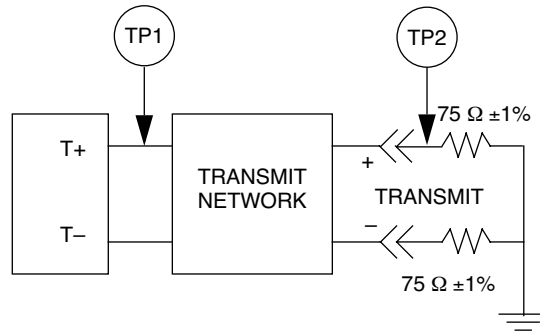 TP1
TP2
75 Ω ±1%
T+
TRANSMIT
NETWORK
+
TRANSMIT
T–
–
75 Ω ±1%